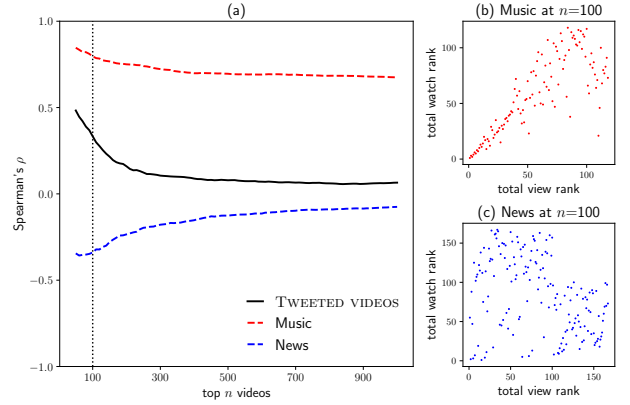 (a)
1.0
0.5
0.0
−0.5
−1.0
Spearman's ρ
100
300
500
700
900
top n videos
TWEETED VIDEOS
Music
News
(b) Music at n=100
100
50
0
total watch rank
0
50
100
total view rank
(c) News at n=100
150
100
50
0
total watch rank
0
50
100
150
total view rank